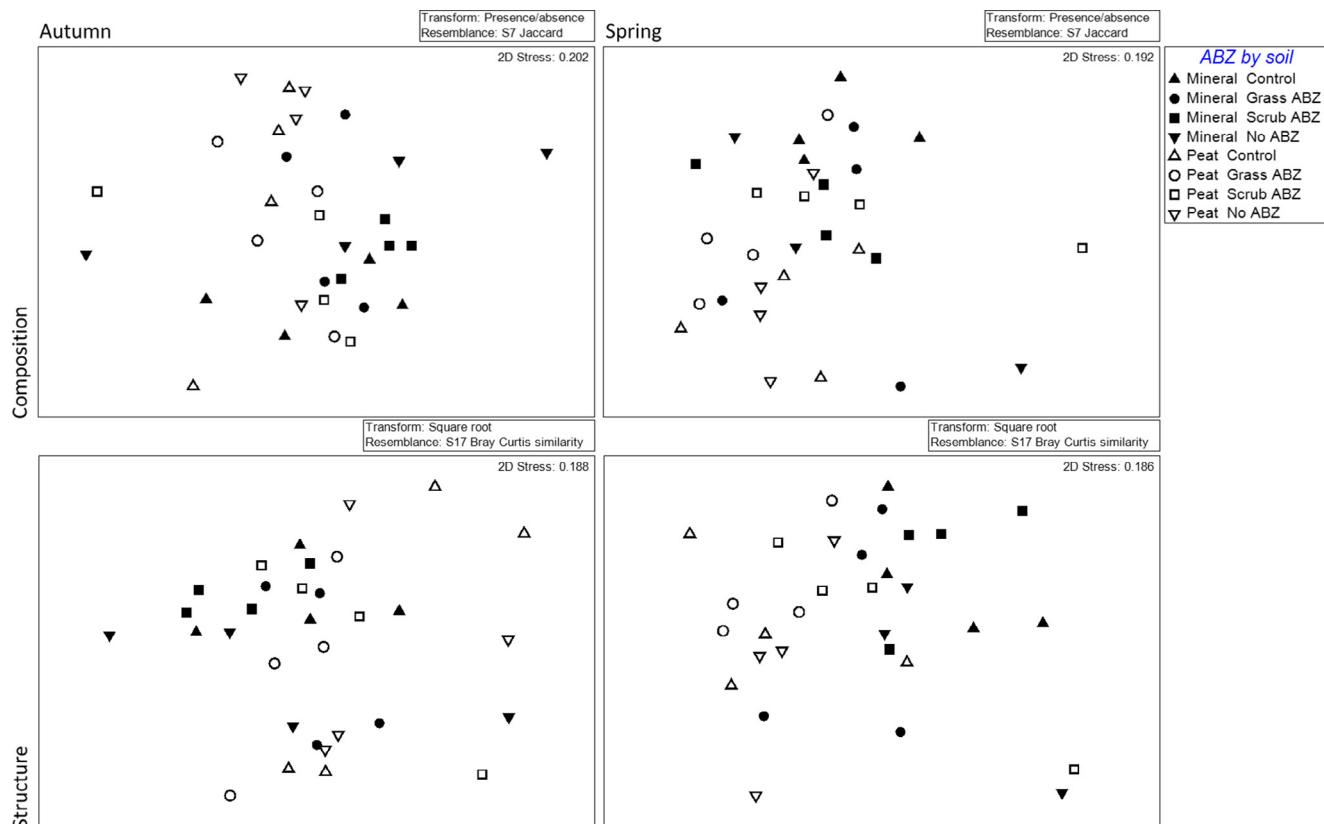 Autumn
Transform: Presence/absence
Resemblance: S7 Jaccard
2D Stress: 0.202
Spring
Transform: Presence/absence
Resemblance: S7 Jaccard
2D Stress: 0.192
ABZ by soil
Mineral Control
Mineral Grass ABZ
Mineral Scrub ABZ
Mineral No ABZ
Peat Control
Peat Grass ABZ
Peat Scrub ABZ
Peat No ABZ
Composition
Transform: Square root
Resemblance: S17 Bray Curtis similarity
2D Stress: 0.188
Transform: Square root
Resemblance: S17 Bray Curtis similarity
2D Stress: 0.186
Structure